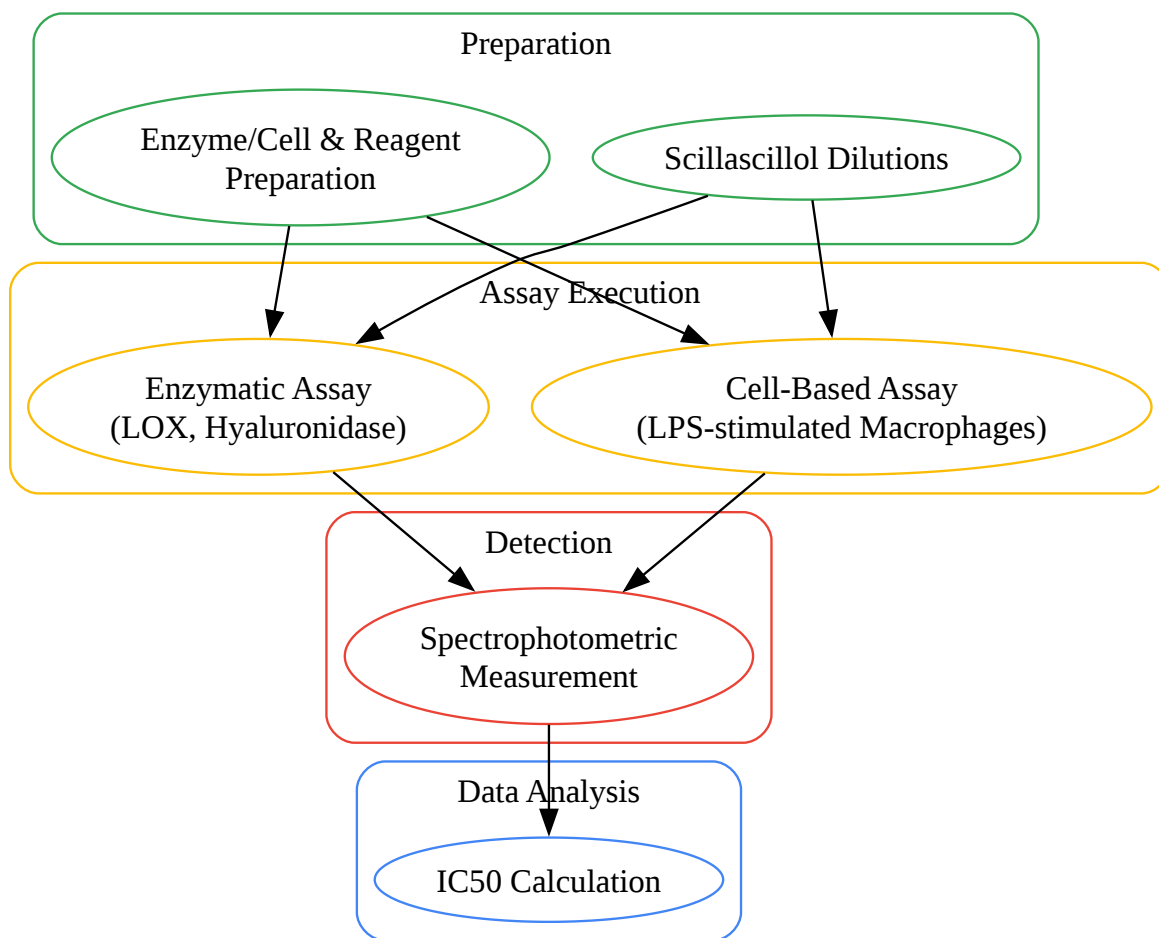 Preparation
Enzyme/Cell & Reagent
Preparation
Scillascillol Dilutions
Assay Execution
Enzymatic Assay
(LOX, Hyaluronidase)
Cell-Based Assay
(LPS-stimulated Macrophages)
Detection
Spectrophotometric
Measurement
Data Analysis
IC50 Calculation